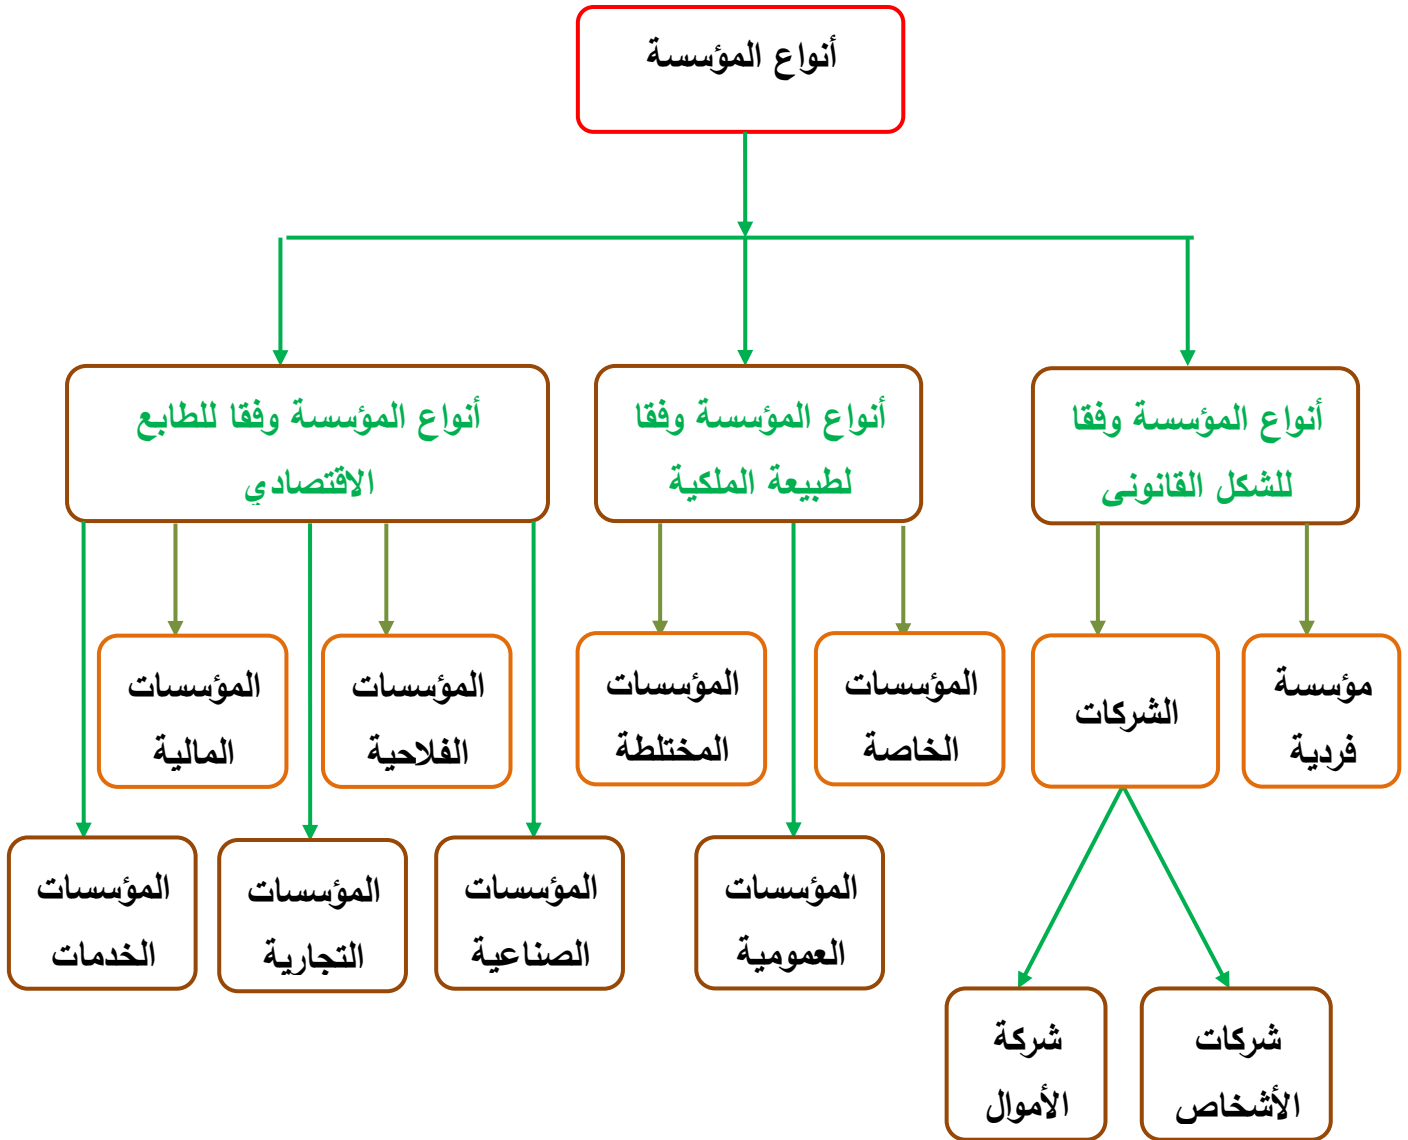 أنواع المؤسسة
أنواع المؤسسة وفقا
للشكل القانونى
أنواع المؤسسة وفقا
لطبيعة الملكية
أنواع المؤسسة وفقا للطابع
الاقتصادي
مؤسسة
فردية
الشركات
المؤسسات
الخاصة
المؤسسات
المختلطة
المؤسسات
الفلاحية
المؤسسات
المالية
المؤسسات
العمومية
المؤسسات
الصناعية
المؤسسات
التجارية
المؤسسات
الخدمات
شركات
الأشخاص
شركة
الأموال